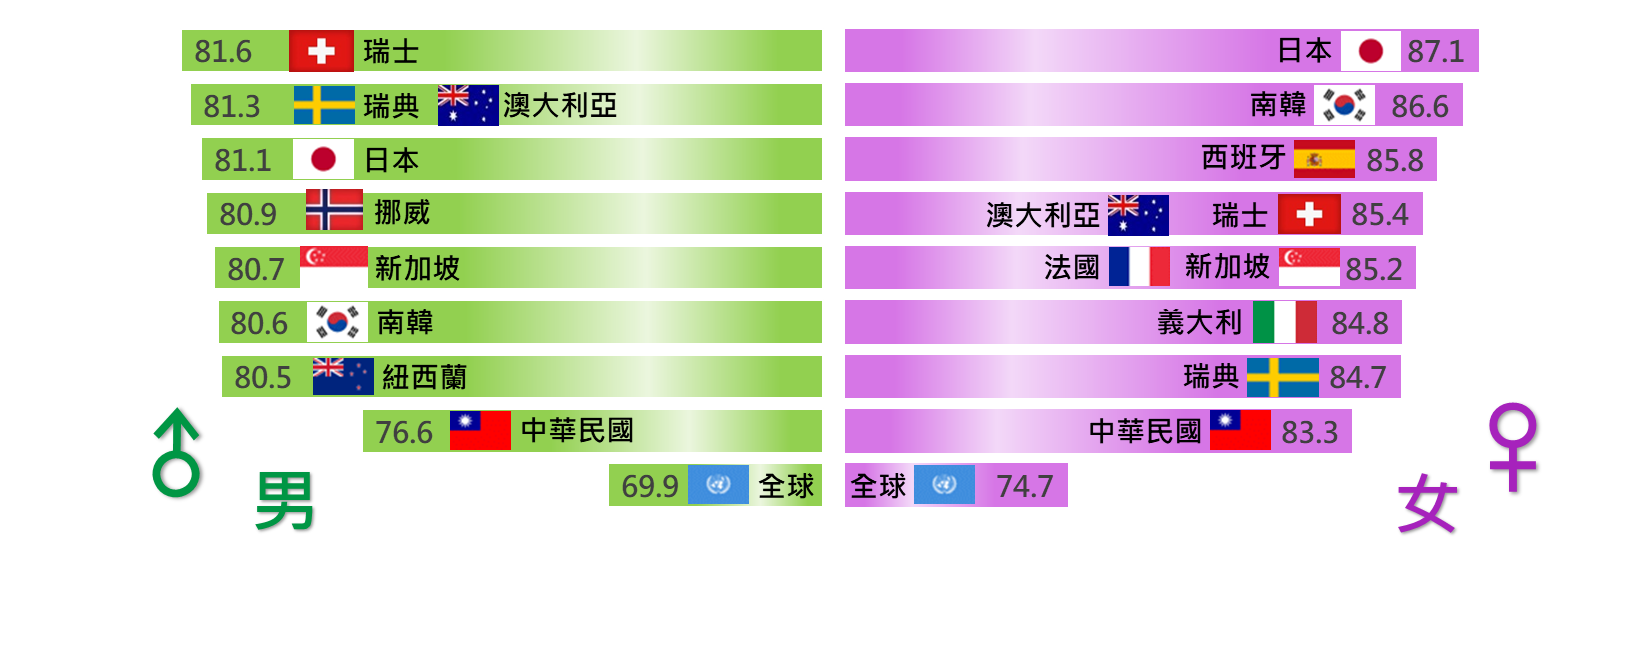 81.6 瑞士
81.3 瑞典 澳大利亞
81.1 日本
80.9 挪威
80.7 新加坡
80.6 南韓
80.5 紐西蘭
76.6 中華民國
69.9 全球
男
日本 87.1
南韓 86.6
西班牙 85.8
澳大利亞 瑞士 85.4
法國 新加坡 85.2
義大利 84.8
瑞典 84.7
中華民國 83.3
全球 74.7
女